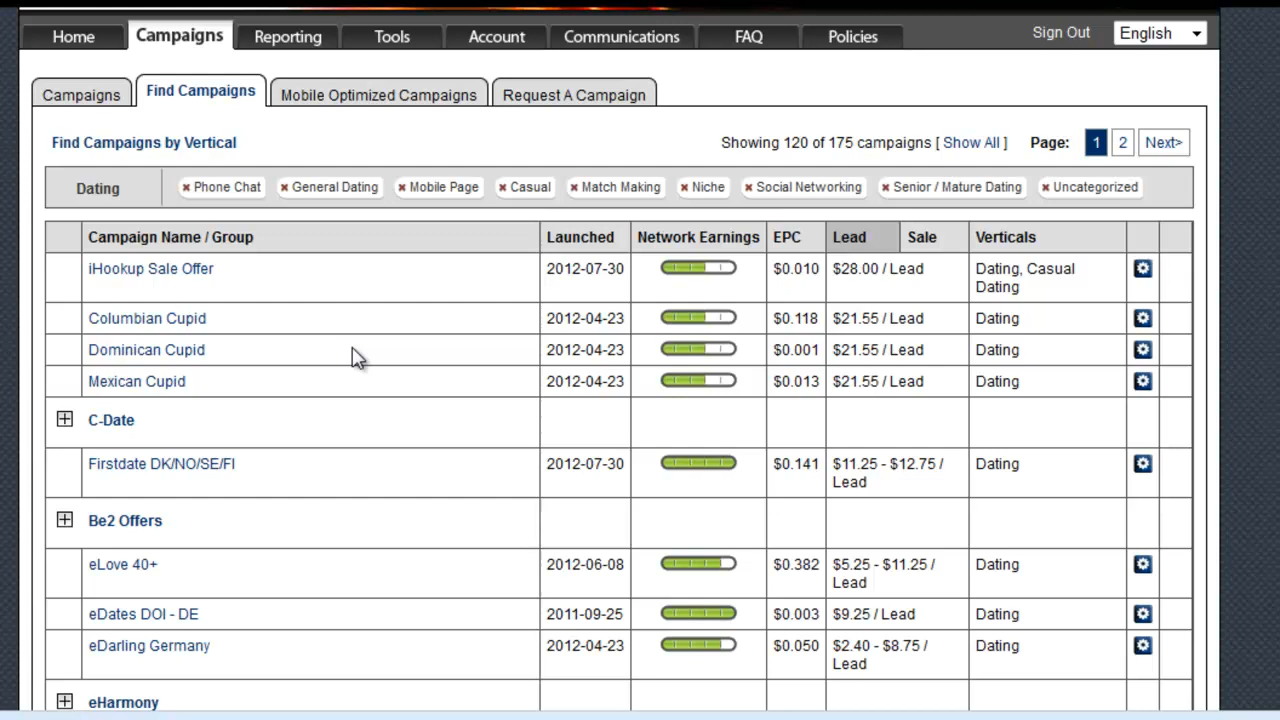 Home Campaigns Reporting Tools Account Communications FAQ Policies Sign Out English
Campaigns Find Campaigns Mobile Optimized Campaigns Request A Campaign
Find Campaigns by Vertical Showing 120 of 175 campaigns [ Show All ] Page: 1 2 Next>
Dating Phone Chat General Dating Mobile Page Casual Match Making Niche Social Networking Senior / Mature Dating Uncategorized
Campaign Name / Group Launched Network Earnings EPC Lead Sale Verticals
iHookup Sale Offer 2012-07-30 $0.010 $28.00 / Lead Dating, Casual
Dating
Columbian Cupid 2012-04-23 $0.118 $21.55 / Lead Dating
Dominican Cupid 2012-04-23 $0.001 $21.55 / Lead Dating
Mexican Cupid 2012-04-23 $0.013 $21.55 / Lead Dating
C-Date
Firstdate DK/NO/SE/FI 2012-07-30 $0.141 $11.25 - $12.75 / Dating
Lead
Be2 Offers
eLove 40+ 2012-06-08 $0.382 $5.25 - $11.25 / Dating
Lead
eDates DOI - DE 2011-09-25 $0.003 $9.25 / Lead Dating
eDarling Germany 2012-04-23 $0.050 $2.40 - $8.75 / Dating
Lead
eHarmony